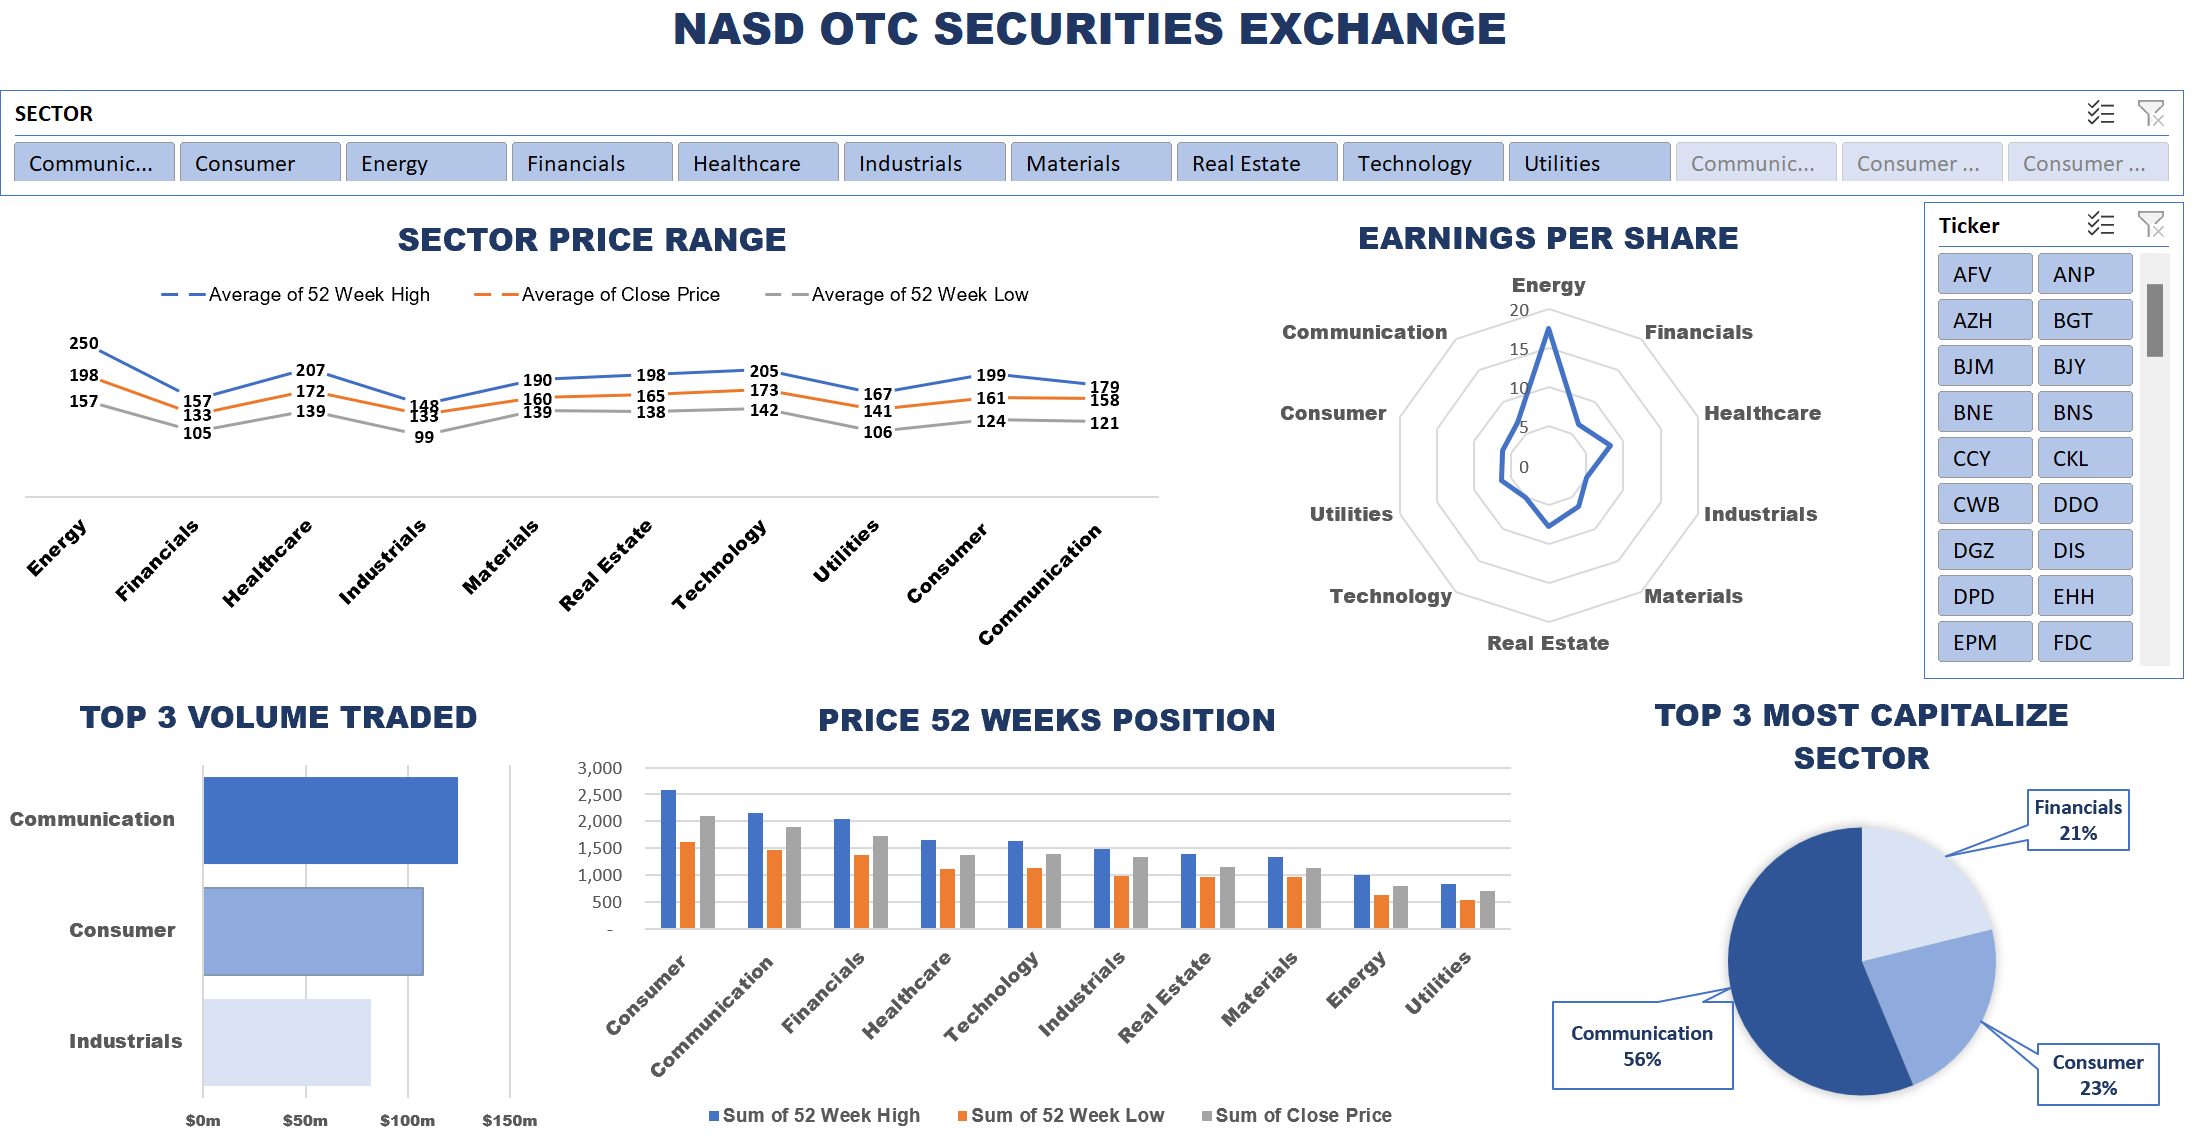 NASD OTC SECURITIES EXCHANGE
SECTOR
Communic...
Consumer
Energy
Financials
Healthcare
Industrials
Materials
Real Estate
Technology
Utilities
Communic...
Consumer ...
Consumer ...
SECTOR PRICE RANGE
Average of 52 Week High
Average of Close Price
Average of 52 Week Low
250
157
207
148
190
198
205
167
199
179
198
133
172
133
160
165
173
141
161
158
157
105
139
99
139
138
142
106
124
121
Energy
Financials
Healthcare
Industrials
Materials
Real Estate
Technology
Utilities
Consumer
Communication
EARNINGS PER SHARE
Energy
Financials
Healthcare
Industrials
Materials
Real Estate
Technology
Utilities
Consumer
Communication
20
15
10
5
0
Ticker
AFV
ANP
AZH
BGT
BJM
BJY
BNE
BNS
CCY
CKL
CWB
DDO
DGZ
DIS
DPD
EHH
EPM
FDC
TOP 3 VOLUME TRADED
Communication
Consumer
Industrials
$0m
$50m
$100m
$150m
PRICE 52 WEEKS POSITION
3,000
2,500
2,000
1,500
1,000
500
-
Consumer
Communication
Financials
Healthcare
Technology
Industrials
Real Estate
Materials
Energy
Utilities
Sum of 52 Week High
Sum of 52 Week Low
Sum of Close Price
TOP 3 MOST CAPITALIZE
SECTOR
Financials
21%
Communication
56%
Consumer
23%